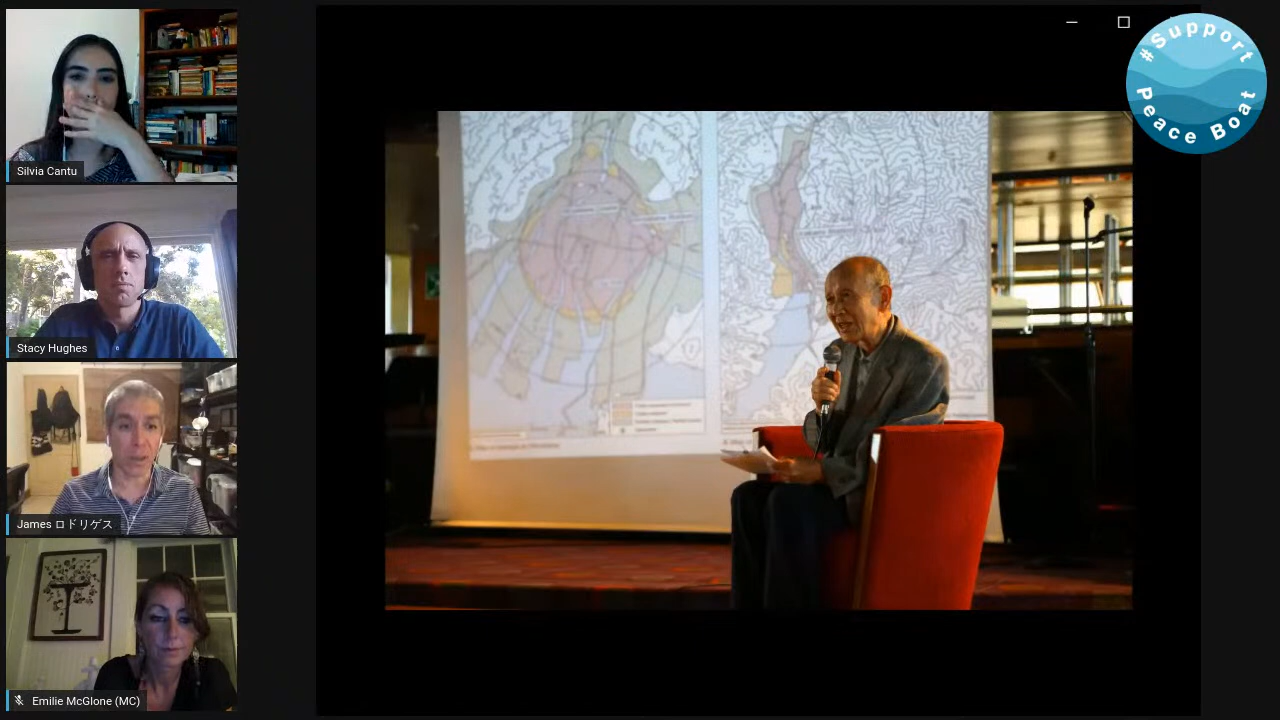 Silvia Cantu
Stacy Hughes
James ロドリゲス
Emilie McGlone (MC)
#Support
Peace Boat